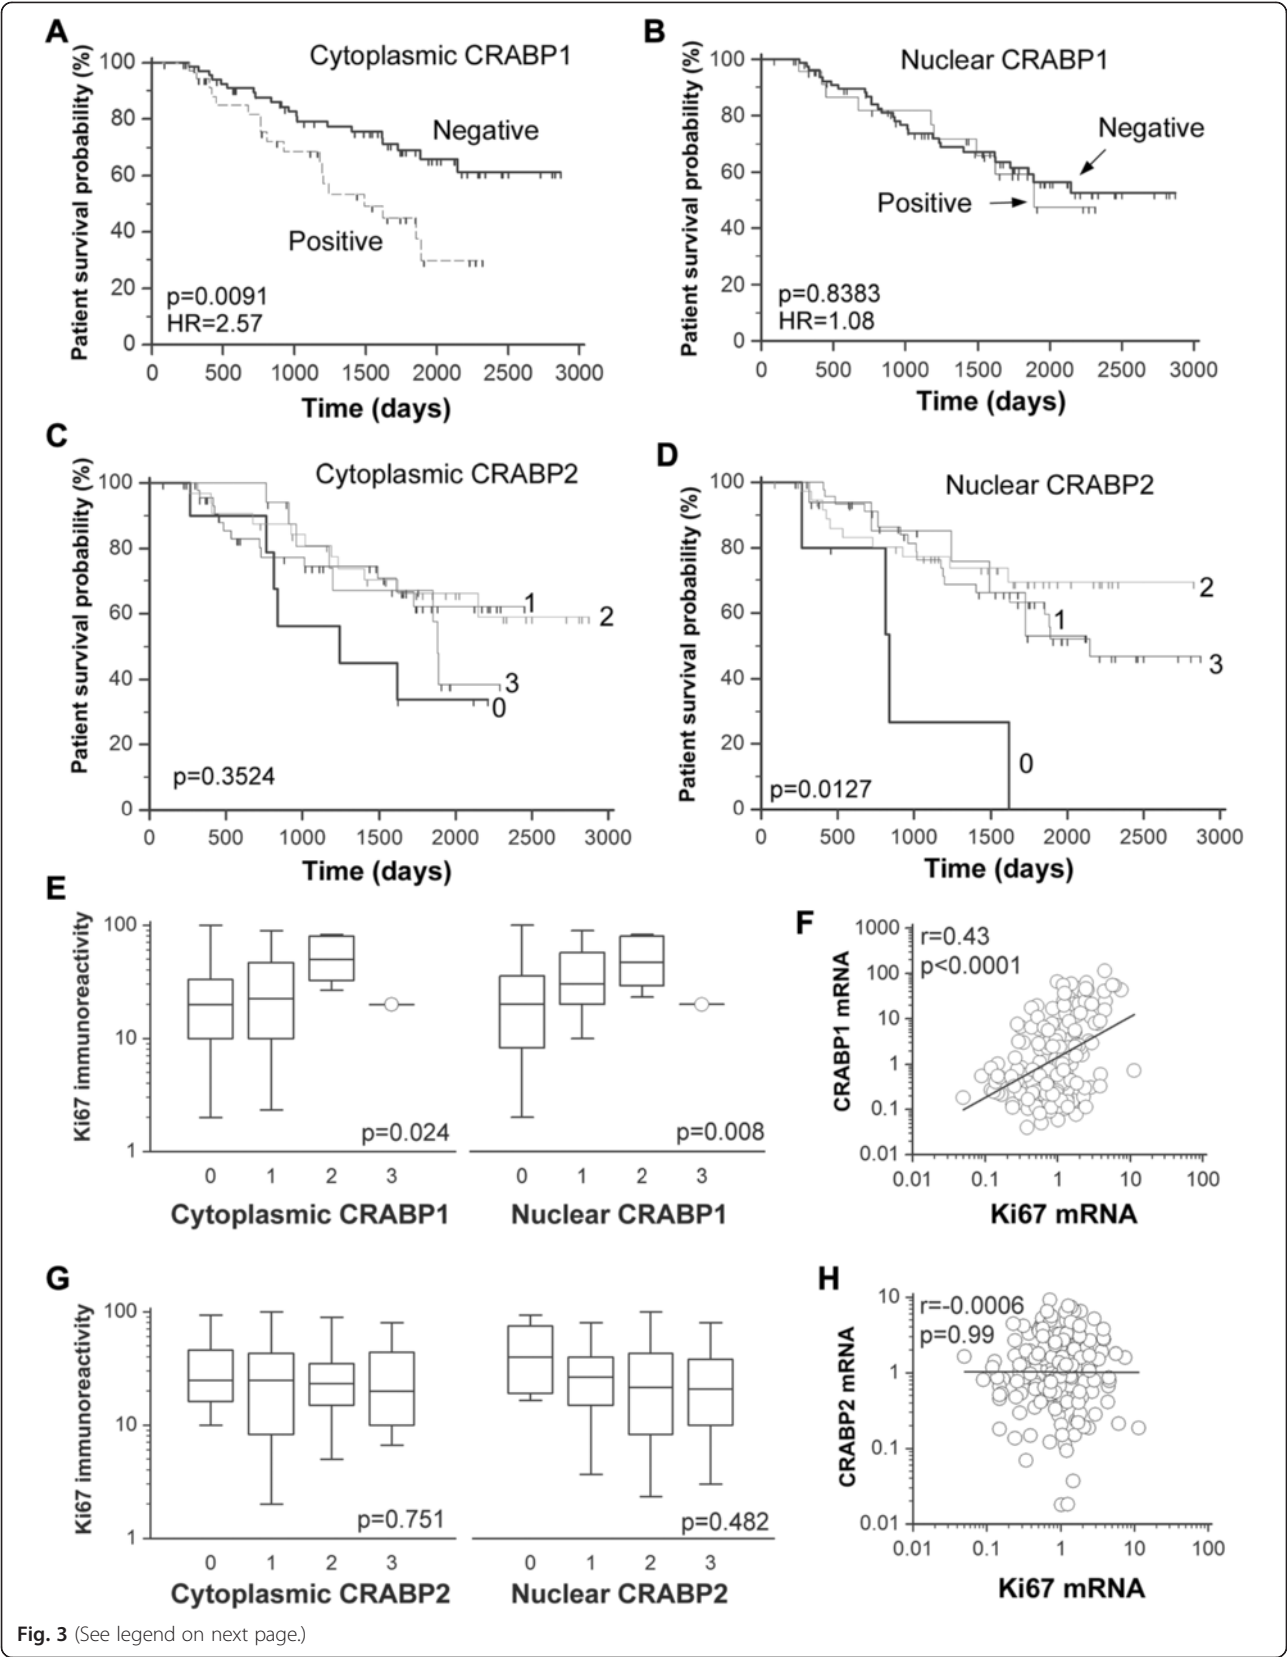 A
Cytoplasmic CRABP1
Patient survival probability (%)
100
80
60
40
20
0
Negative
Positive
p=0.0091
HR=2.57
0 500 1000 1500 2000 2500 3000
Time (days)
B
Nuclear CRABP1
Patient survival probability (%)
100
80
60
40
20
0
Negative
Positive
p=0.8383
HR=1.08
0 500 1000 1500 2000 2500 3000
Time (days)
C
Cytoplasmic CRABP2
Patient survival probability (%)
100
80
60
40
20
0
1
2
3
0
p=0.3524
0 500 1000 1500 2000 2500 3000
Time (days)
D
Nuclear CRABP2
Patient survival probability (%)
100
80
60
40
20
0
2
1
3
0
p=0.0127
0 500 1000 1500 2000 2500 3000
Time (days)
E
Ki67 immunoreactivity
100
10
1
p=0.024
0 1 2 3
Cytoplasmic CRABP1
p=0.008
0 1 2 3
Nuclear CRABP1
F
CRABP1 mRNA
1000
100
10
1
0.1
0.01
r=0.43
p<0.0001
0.01 0.1 1 10 100
Ki67 mRNA
G
Ki67 immunoreactivity
100
10
1
p=0.751
0 1 2 3
Cytoplasmic CRABP2
p=0.482
0 1 2 3
Nuclear CRABP2
H
CRABP2 mRNA
10
1
0.1
0.01
r=-0.0006
p=0.99
0.01 0.1 1 10 100
Ki67 mRNA
Fig. 3 (See legend on next page.)